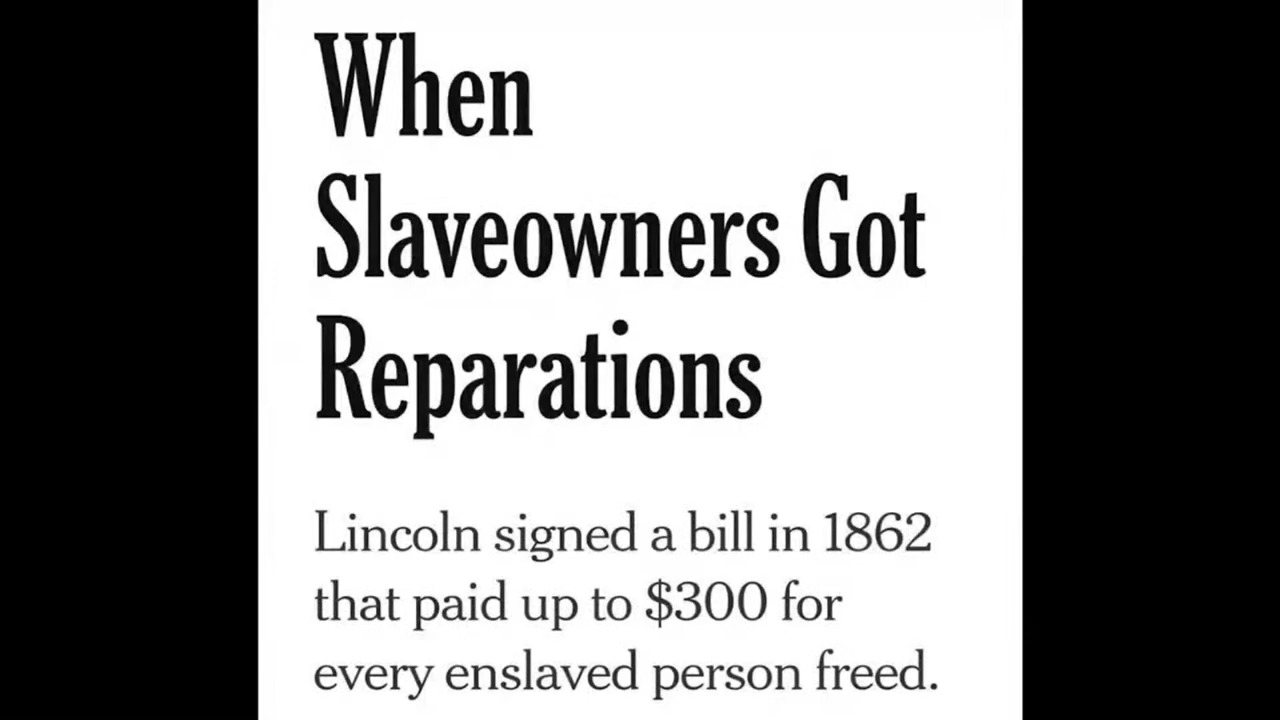 When
Slaveowners Got
Reparations
Lincoln signed a bill in 1862
that paid up to $300 for
every enslaved person freed.